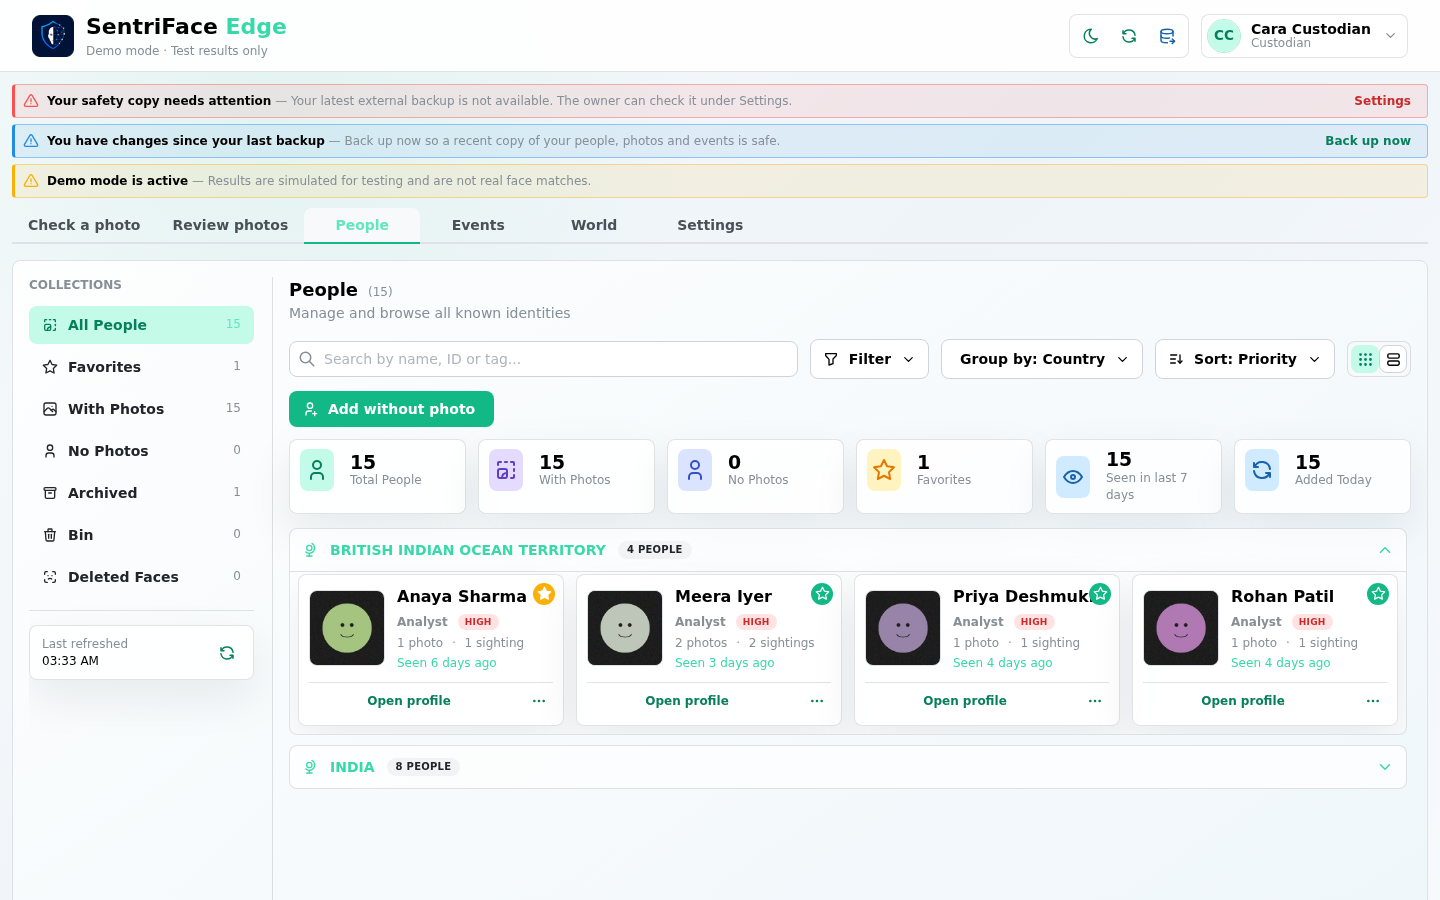 SentriFace Edge
Demo mode · Test results only
CC
Cara Custodian
Custodian
Your safety copy needs attention — Your latest external backup is not available. The owner can check it under Settings.
Settings
You have changes since your last backup — Back up now so a recent copy of your people, photos and events is safe.
Back up now
Demo mode is active — Results are simulated for testing and are not real face matches.
Check a photo
Review photos
People
Events
World
Settings
COLLECTIONS
All People 15
Favorites 1
With Photos 15
No Photos 0
Archived 1
Bin 0
Deleted Faces 0
Last refreshed
03:33 AM
People (15)
Manage and browse all known identities
Search by name, ID or tag...
Filter
Group by: Country
Sort: Priority
Add without photo
15
Total People
15
With Photos
0
No Photos
1
Favorites
15
Seen in last 7
days
15
Added Today
BRITISH INDIAN OCEAN TERRITORY 4 PEOPLE
Anaya Sharma
Analyst HIGH
1 photo · 1 sighting
Seen 6 days ago
Open profile
Meera Iyer
Analyst HIGH
2 photos · 2 sightings
Seen 3 days ago
Open profile
Priya Deshmuk
Analyst HIGH
1 photo · 1 sighting
Seen 4 days ago
Open profile
Rohan Patil
Analyst HIGH
1 photo · 1 sighting
Seen 4 days ago
Open profile
INDIA 8 PEOPLE